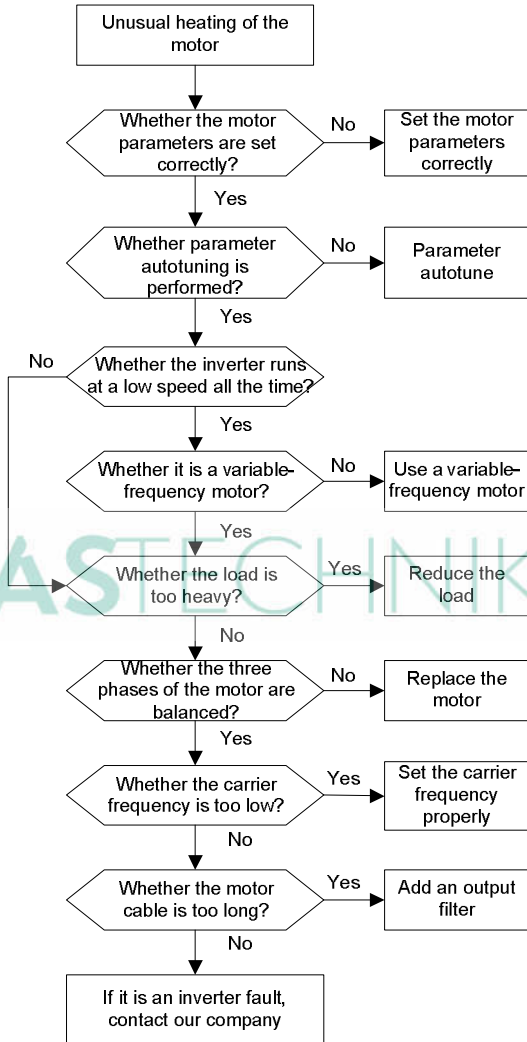 Unusual heating of the
motor
Whether the motor
parameters are set
correctly?
No
Set the motor
parameters
correctly
Yes
Whether parameter
autotuning is
performed?
No
Parameter
autotune
Yes
No
Whether the inverter runs
at a low speed all the time?
Yes
Whether it is a variable-
frequency motor?
No
Use a variable-
frequency motor
Yes
ASTECHNIK
Whether the load is
too heavy?
Yes
Reduce the
load
No
Whether the three
phases of the motor are
balanced?
No
Replace the
motor
Yes
Whether the carrier
frequency is too low?
Yes
Set the carrier
frequency
properly
No
Whether the motor
cable is too long?
Yes
Add an output
filter
No
If it is an inverter fault,
contact our company